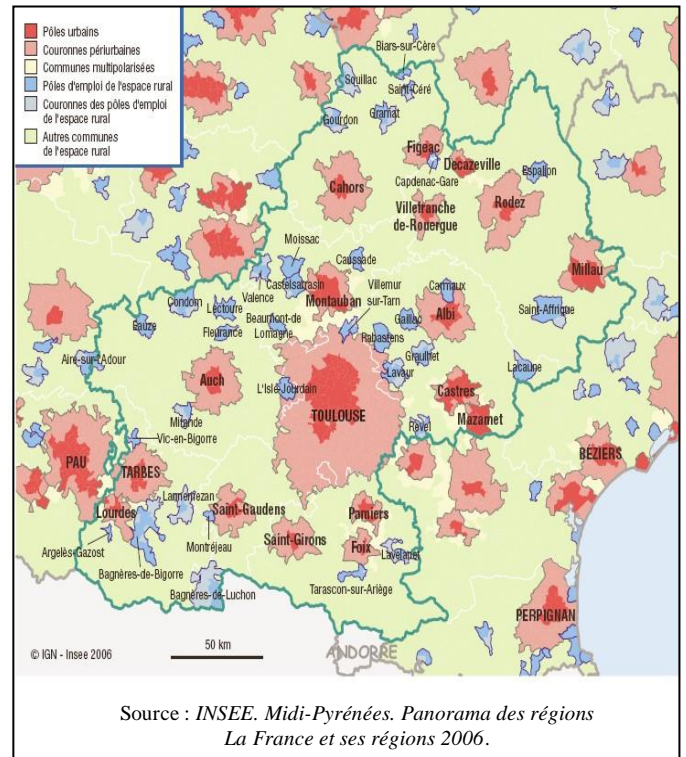 Pôles urbains
Couronnes périurbaines
Communes multipolarisées
Pôles d'emploi de l'espace rural
Couronnes des pôles d'emploi
de l'espace rural
Autres communes
de l'espace rural
Biars-sur-Cère
Souillac
Saint-Céré
Gramat
Gourdon
Figeac
Decazeville
Capdenac-Gare
Espalion
Cahors
Villefranche
de-Rouergue
Rodez
Moissac
Caussade
Millau
Castelsarrasin
Villemur
sur-Tarn
Valence
Montauban
Carmaux
Condom
Lectoure
Beaumont-de
Lomagne
Albi
Saint-Affrique
Eauze
Fleurance
Gaillac
Rabastens
Graulhet
Aire-sur-l'Adour
Lavaur
Lacaune
Auch
L'Isle-Jourdain
TOULOUSE
Castres
Mazamet
Mirande
Revel
Vic-en-Bigorre
PAU
TARBES
BEZIERS
Lannemezan
Lourdes
Saint-Gaudens
Pamiers
Argelès-Gazost
Montréjeau
Saint-Girons
Foix
Lavelanet
Bagnères-de-Bigorre
Bagnères-de-Luchon
Tarascon-sur-Ariège
PERPIGNAN
© IGN - Insee 2006
50 km
ANDORRE
Source : INSEE. Midi-Pyrénées. Panorama des régions
La France et ses régions 2006.